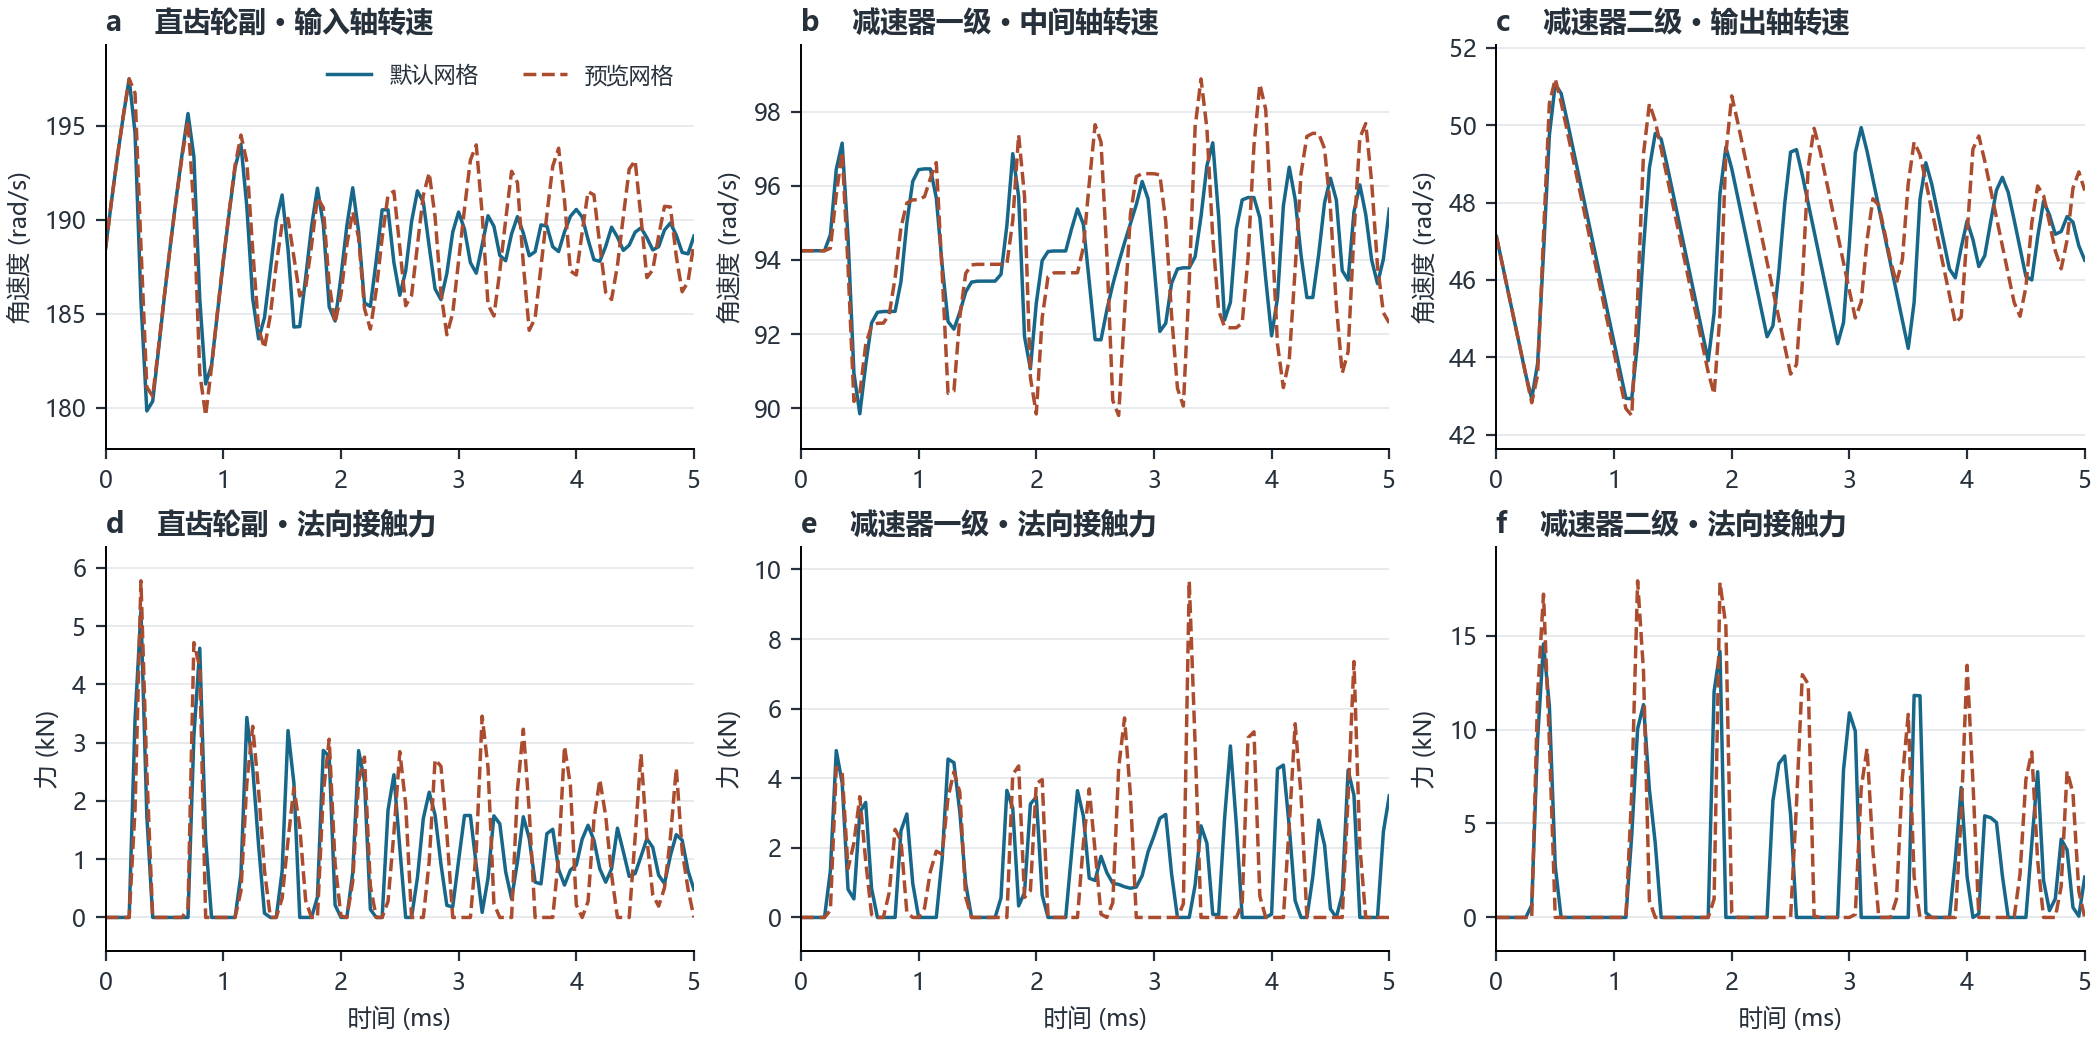 a 直齿轮副 • 输入轴转速
默认网格 预览网格
角速度 (rad/s)
195
190
185
180
0 1 2 3 4 5
b 减速器一级 • 中间轴转速
角速度 (rad/s)
98
96
94
92
90
0 1 2 3 4 5
c 减速器二级 • 输出轴转速
角速度 (rad/s)
52
50
48
46
44
42
0 1 2 3 4 5
d 直齿轮副 • 法向接触力
力 (kN)
6
5
4
3
2
1
0
0 1 2 3 4 5
时间 (ms)
e 减速器一级 • 法向接触力
力 (kN)
10
8
6
4
2
0
0 1 2 3 4 5
时间 (ms)
f 减速器二级 • 法向接触力
力 (kN)
15
10
5
0
0 1 2 3 4 5
时间 (ms)